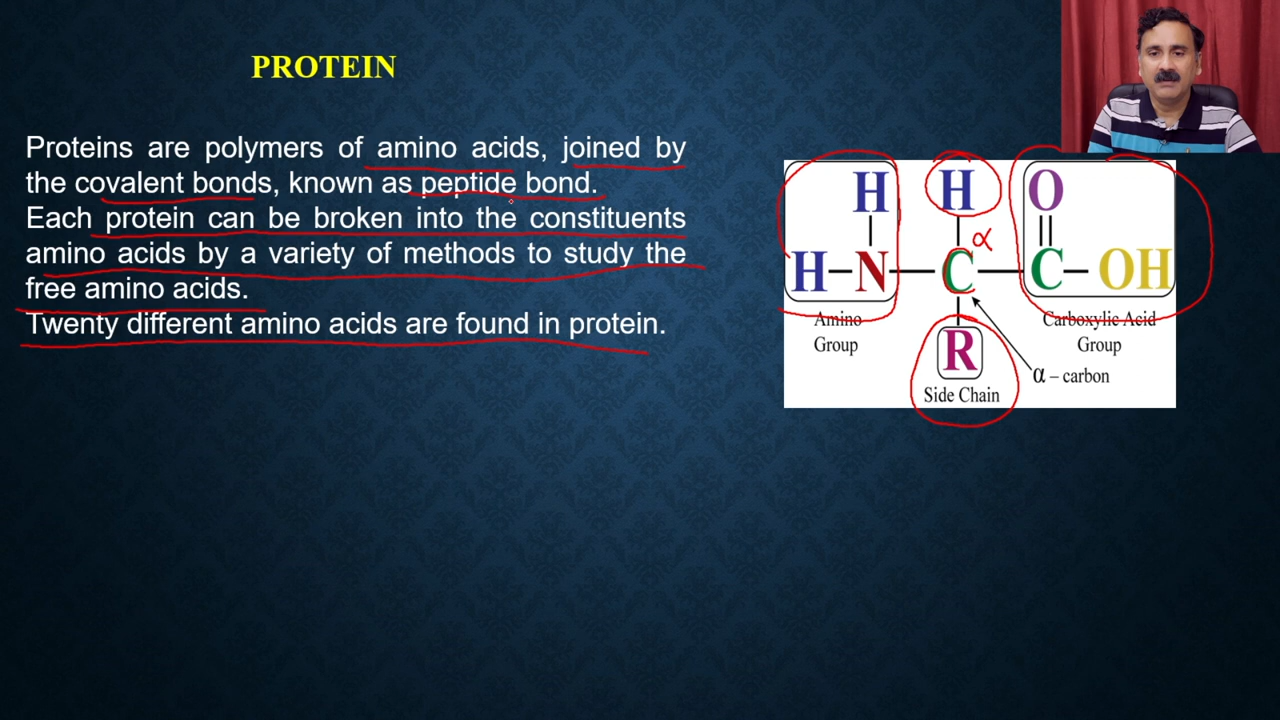 PROTEIN
Proteins are polymers of amino acids, joined by
the covalent bonds, known as peptide bond.
Each protein can be broken into the constituents
amino acids by a variety of methods to study the
free amino acids.
Twenty different amino acids are found in protein.
H H O
α
H–N C C–OH
Amino
Group
R
Side Chain
Carboxylic Acid
Group
α – carbon